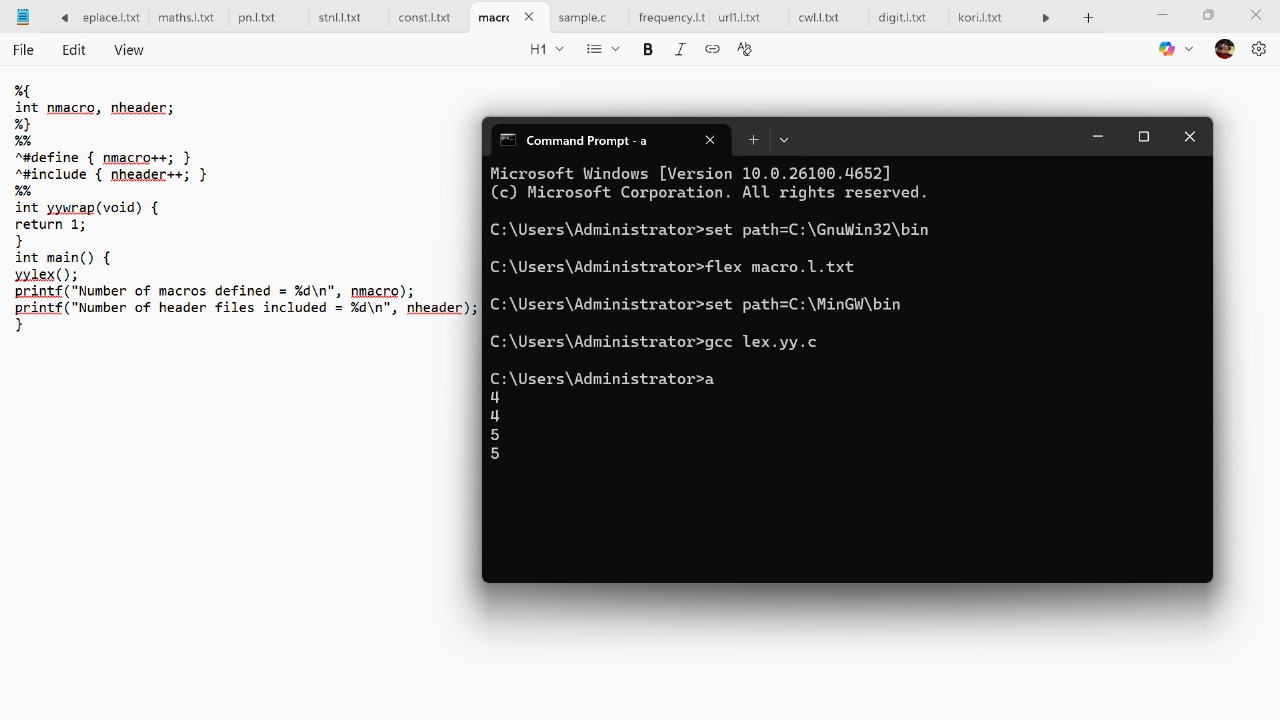 eplace.l.txt maths.l.txt pn.l.txt stnl.l.txt const.l.txt macro sample.c frequency.l.t url1.l.txt cwl.l.txt digit.l.txt kori.l.txt
File Edit View H1 B I
%{
int nmacro, nheader;
%}
%%
^#define { nmacro++; }
^#include { nheader++; }
%%
int yywrap(void) {
return 1;
}
int main() {
yylex();
printf("Number of macros defined = %d\n", nmacro);
printf("Number of header files included = %d\n", nheader);
}
Command Prompt - a
Microsoft Windows [Version 10.0.26100.4652]
(c) Microsoft Corporation. All rights reserved.
C:\Users\Administrator>set path=C:\GnuWin32\bin
C:\Users\Administrator>flex macro.l.txt
C:\Users\Administrator>set path=C:\MinGW\bin
C:\Users\Administrator>gcc lex.yy.c
C:\Users\Administrator>a
4
4
5
5